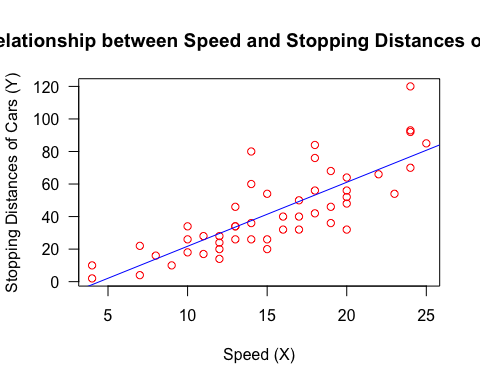 elationship between Speed and Stopping Distances o
Stopping Distances of Cars (Y)
120
100
80
60
40
20
0
5 10 15 20 25
Speed (X)